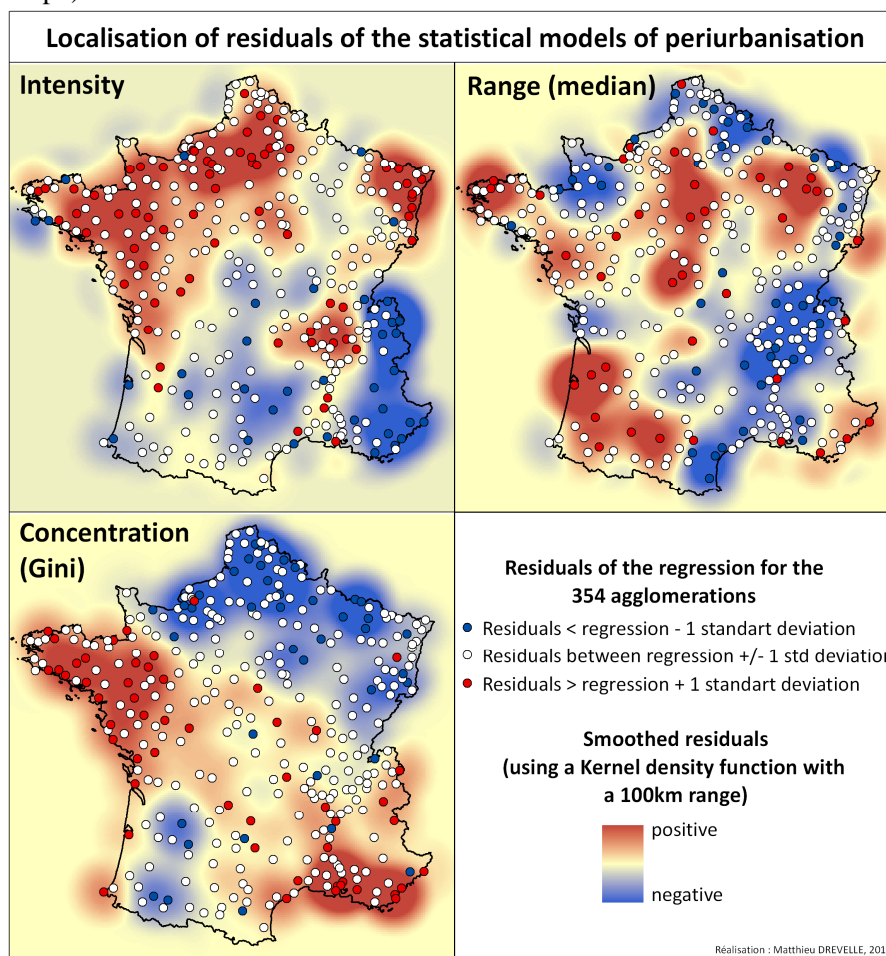 Localisation of residuals of the statistical models of periurbanisation
Intensity
Range (median)
Concentration
(Gini)
Residuals of the regression for the
354 agglomerations
Residuals < regression - 1 standart deviation
Residuals between regression +/- 1 std deviation
Residuals > regression + 1 standart deviation
Smoothed residuals
(using a Kernel density function with
a 100km range)
positive
negative
Réalisation : Matthieu DREVELLE, 201